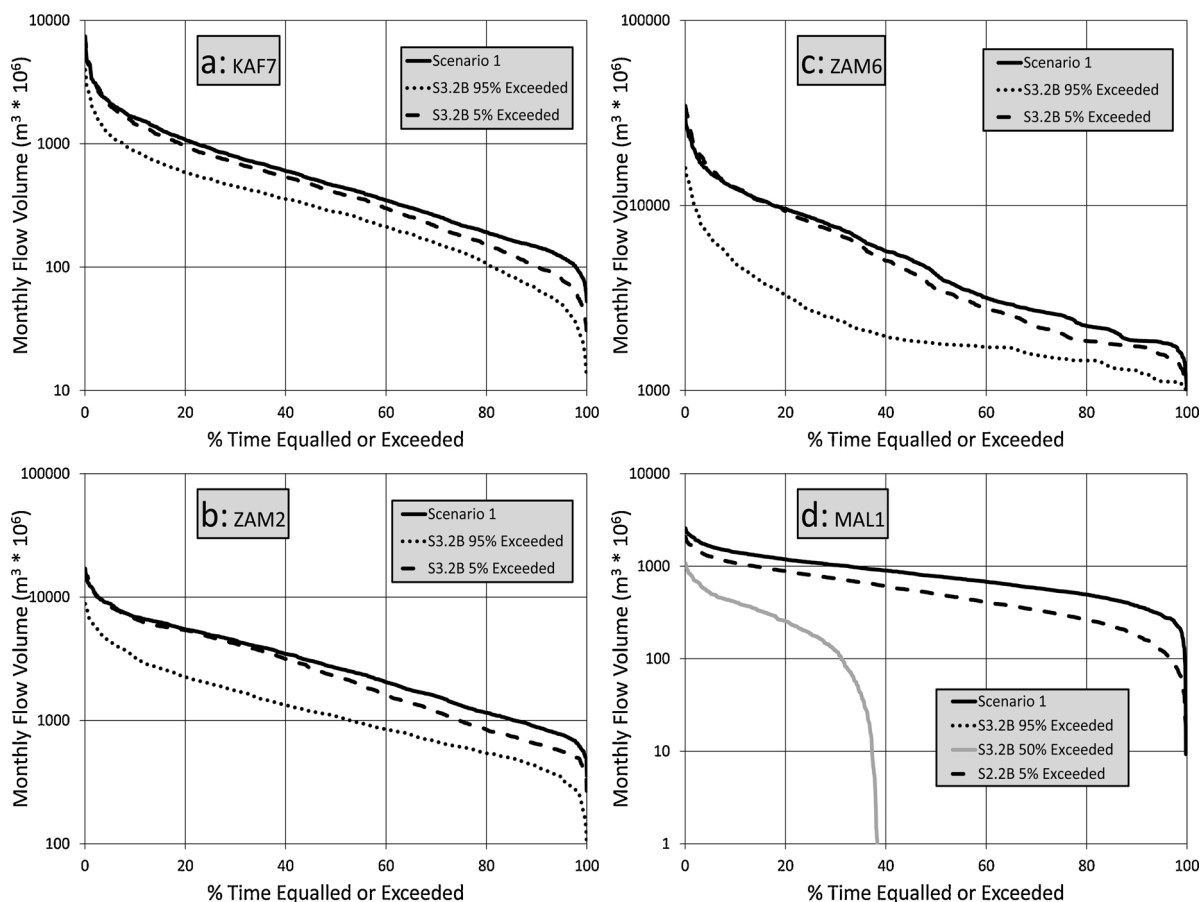 a: KAF7
Scenario 1
S3.2B 95% Exceeded
S3.2B 5% Exceeded
Monthly Flow Volume (m³ * 10⁶)
10000
1000
100
10
0 20 40 60 80 100
% Time Equalled or Exceeded
c: ZAM6
Scenario 1
S3.2B 95% Exceeded
S3.2B 5% Exceeded
Monthly Flow Volume (m³ * 10⁶)
100000
10000
1000
0 20 40 60 80 100
% Time Equalled or Exceeded
b: ZAM2
Scenario 1
S3.2B 95% Exceeded
S3.2B 5% Exceeded
Monthly Flow Volume (m³ * 10⁶)
100000
10000
1000
100
0 20 40 60 80 100
% Time Equalled or Exceeded
d: MAL1
Scenario 1
S3.2B 95% Exceeded
S3.2B 50% Exceeded
S2.2B 5% Exceeded
Monthly Flow Volume (m³ * 10⁶)
10000
1000
100
10
1
0 20 40 60 80 100
% Time Equalled or Exceeded